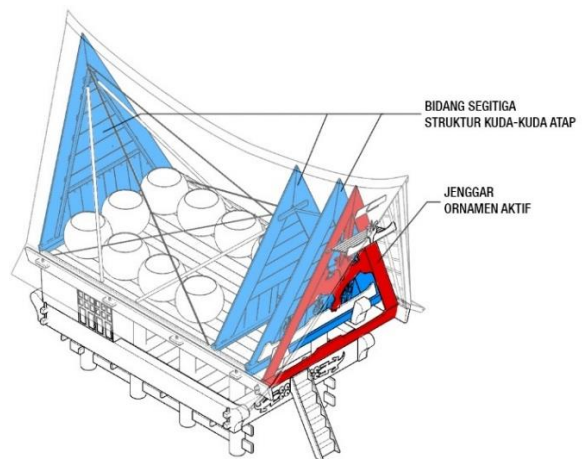 BIDANG SEGITIGA
STRUKTUR KUDA-KUDA ATAP
JENGGAR
ORNAMEN AKTIF